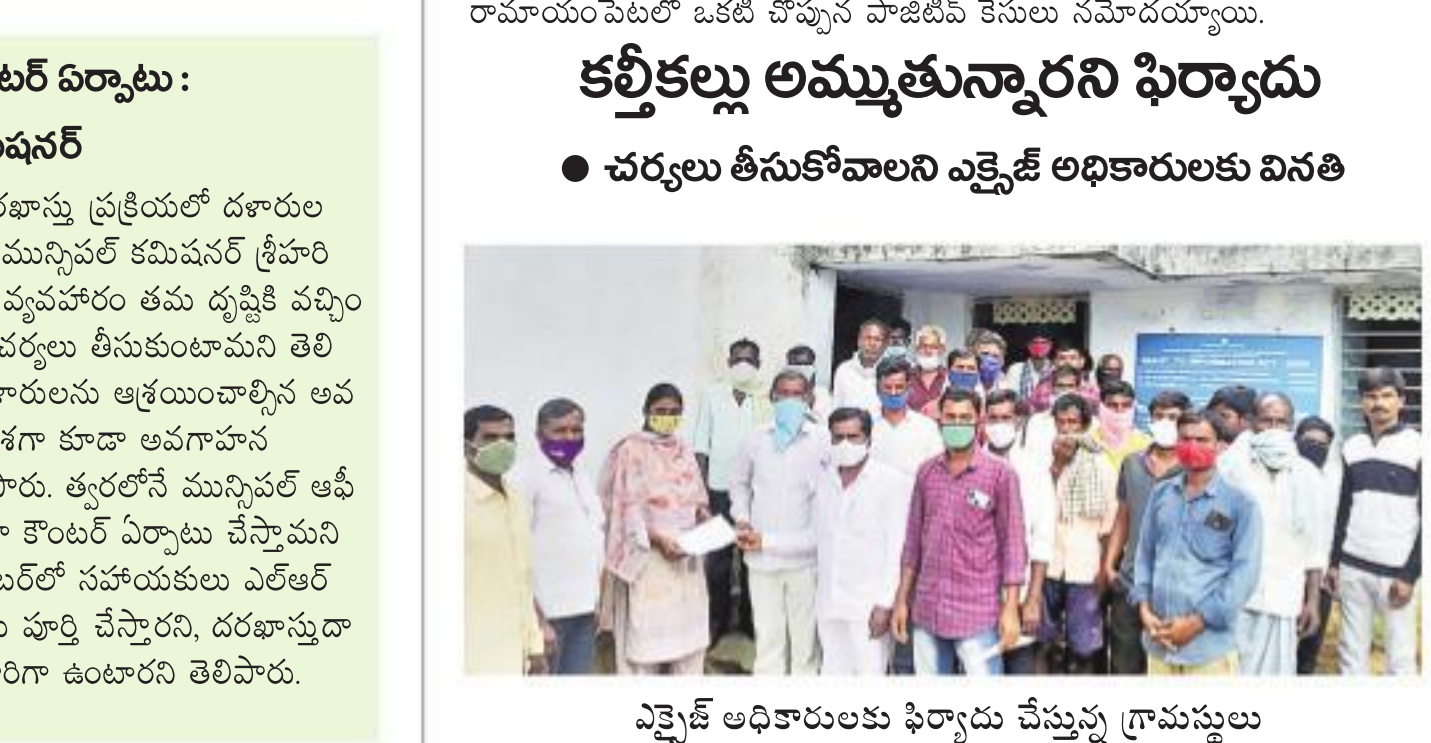 టర్ ఏర్పాటు :
షనర్
రఖాస్తు ప్రక్రియలో దళారుల
మున్సిపల్ కమిషనర్ శ్రీహరి
వ్యవహారం తమ దృష్టికి వచ్చిం
చర్యలు తీసుకుంటామని తెలి
ళారులను ఆశ్రయించాల్సిన అవ
శగా కూడా అవగాహన
పారు. త్వరలోనే మున్సిపల్ ఆఫీ
కౌంటర్ ఏర్పాటు చేస్తామని
బర్‌లో సహాయకులు ఎల్ఆర్
పూర్తి చేస్తారని, దరఖాస్తుదా
రిగా ఉంటారని తెలిపారు.
రామాయంపేటలో ఒకటి చొప్పున పాజిటివ్ కేసులు నమోదయ్యాయి.
కల్తీకల్లు అమ్ముతున్నారని ఫిర్యాదు
● చర్యలు తీసుకోవాలని ఎక్సైజ్ అధికారులకు వినతి
ఎక్సైజ్ అధికారులకు ఫిర్యాదు చేస్తున్న గ్రామస్థులు